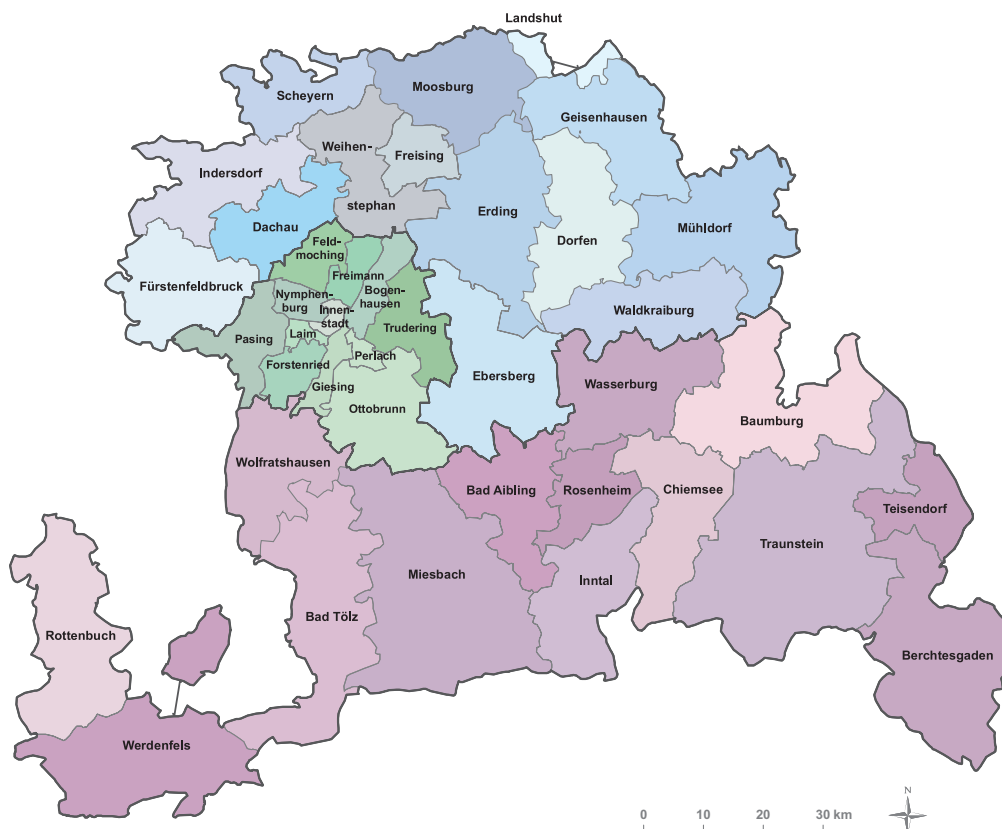 Landshut
Scheyern
Moosburg
Geisenhausen
Weihen-
stephan
Freising
Indersdorf
Erding
Dachau
Dorfen
Mühldorf
Feld-
moching
Fürstenfeldbruck
Freimann
Nymphen-
burg
Bogen-
hausen
Innen-
stadt
Waldkraiburg
Pasing
Laim
Trudering
Perlach
Forstenried
Giesing
Ottobrunn
Ebersberg
Wasserburg
Baumburg
Wolfratshausen
Bad Aibling
Rosenheim
Chiemsee
Teisendorf
Traunstein
Miesbach
Inntal
Bad Tölz
Rottenbuch
Berchtesgaden
Werdenfels
N
0 10 20 30 km